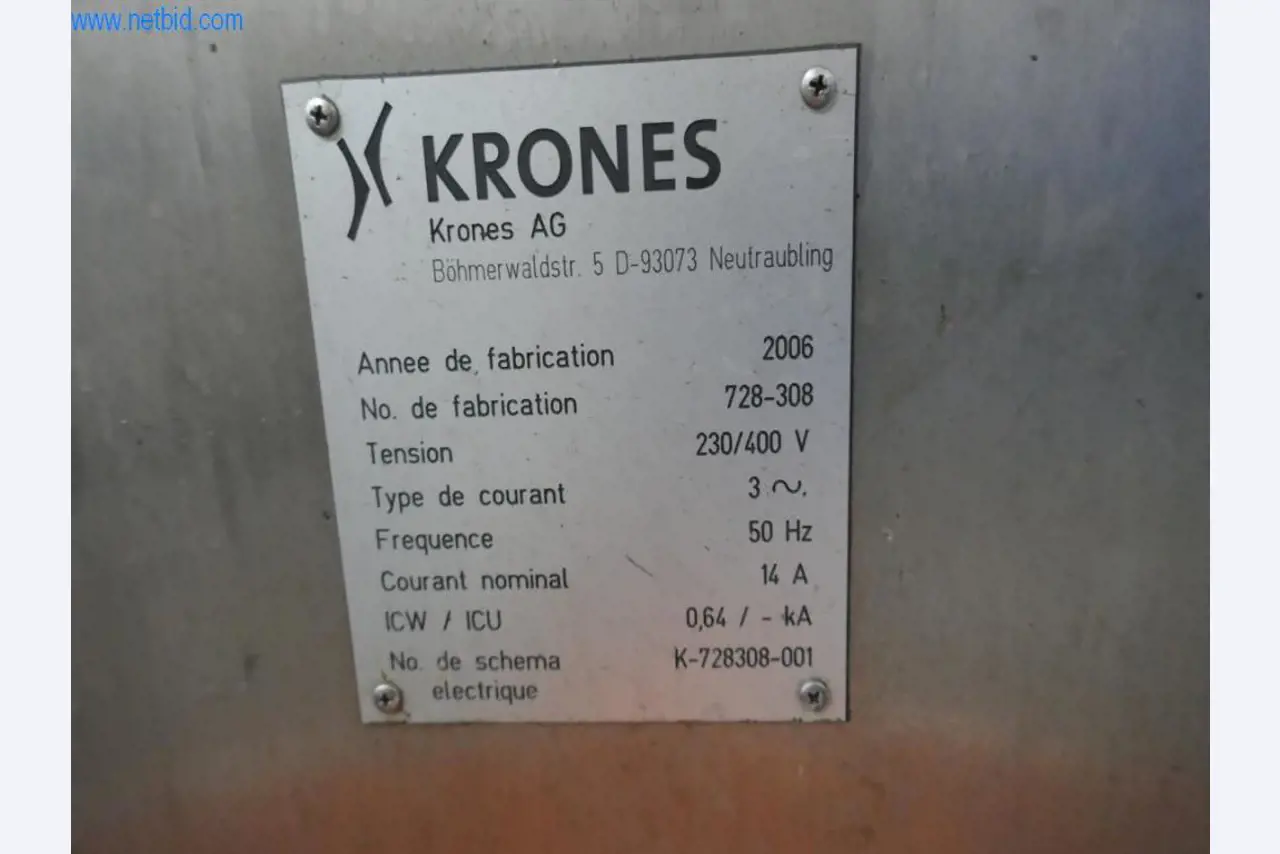 www.netbid.com
KRONES
Krones AG
Böhmerwaldstr. 5 D-93073 Neutraubling
Annee de fabrication 2006
No. de fabrication 728-308
Tension 230/400 V
Type de courant 3 ~.
Frequence 50 Hz
Courant nominal 14 A
ICW / ICU 0,64 / - kA
No. de schema K-728308-001
electrique